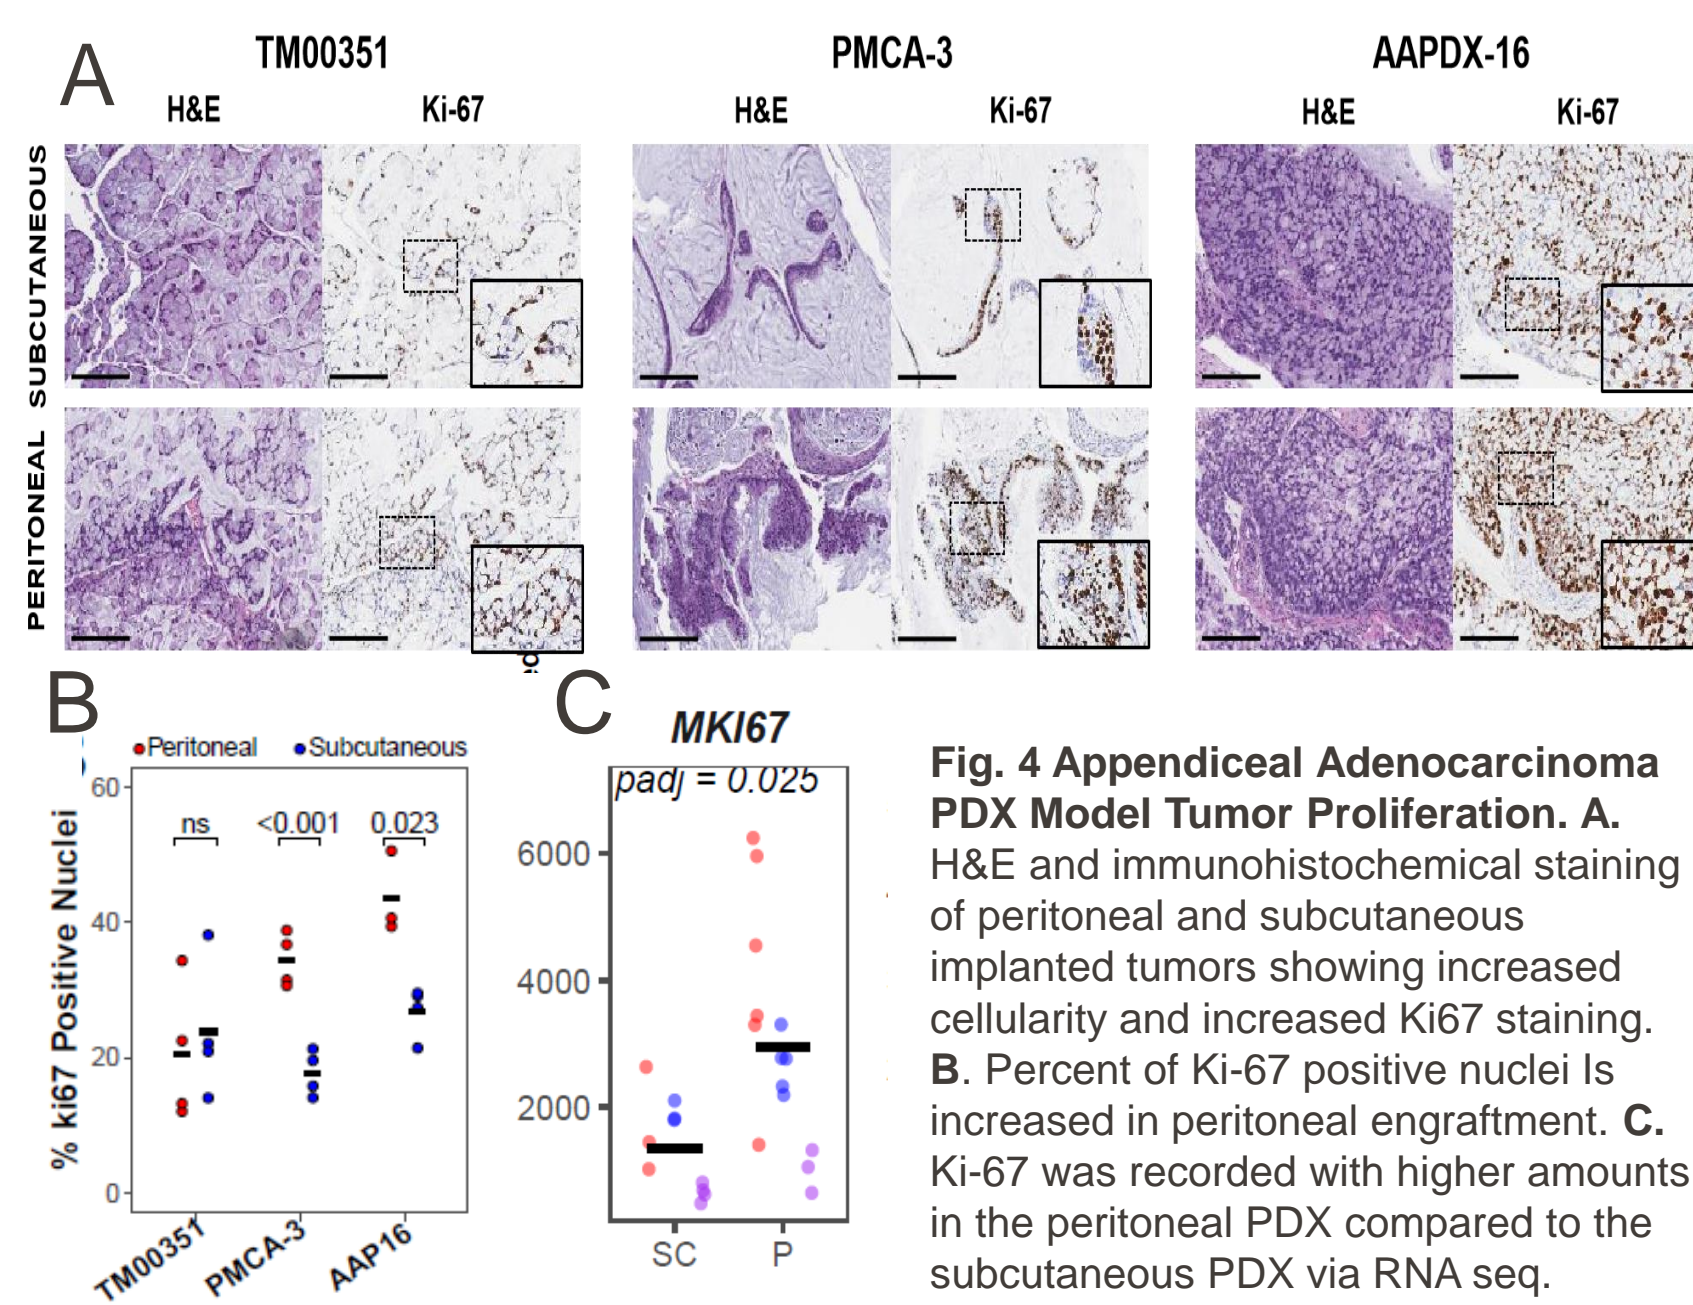 A
TM00351
PMCA-3
AAPDX-16
H&E
Ki-67
H&E
Ki-67
H&E
Ki-67
SUBCUTANEOUS
PERITONEAL
B
Peritoneal
Subcutaneous
% ki67 Positive Nuclei
60
40
20
0
ns
<0.001
0.023
TM00351
PMCA-3
AAP16
C
MKI67
padj = 0.025
6000
4000
2000
SC
P
Fig. 4 Appendiceal Adenocarcinoma
PDX Model Tumor Proliferation. A.
H&E and immunohistochemical staining
of peritoneal and subcutaneous
implanted tumors showing increased
cellularity and increased Ki67 staining.
B. Percent of Ki-67 positive nuclei Is
increased in peritoneal engraftment. C.
Ki-67 was recorded with higher amounts
in the peritoneal PDX compared to the
subcutaneous PDX via RNA seq.